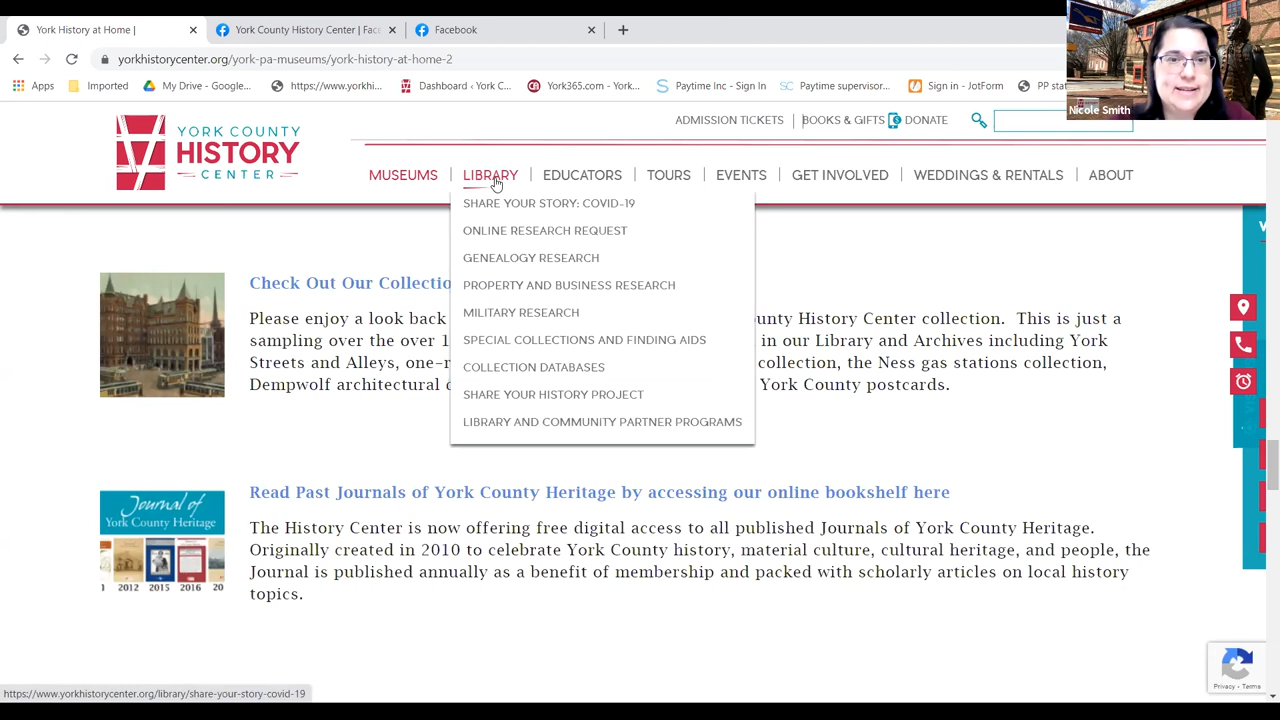 York History at Home |
York County History Center | Fac
Facebook
yorkhistorycenter.org/york-pa-museums/york-history-at-home-2
Apps
Imported
My Drive - Google...
https://www.yorkhi...
Dashboard ‹ York C...
York365.com - York...
Paytime Inc - Sign In
Paytime supervisor...
Sign in - JotForm
PP sta
Nicole Smith
ADMISSION TICKETS
BOOKS & GIFTS
DONATE
YORK COUNTY
HISTORY
CENTER
MUSEUMS
LIBRARY
EDUCATORS
TOURS
EVENTS
GET INVOLVED
WEDDINGS & RENTALS
ABOUT
SHARE YOUR STORY: COVID-19
ONLINE RESEARCH REQUEST
GENEALOGY RESEARCH
PROPERTY AND BUSINESS RESEARCH
MILITARY RESEARCH
SPECIAL COLLECTIONS AND FINDING AIDS
COLLECTION DATABASES
SHARE YOUR HISTORY PROJECT
LIBRARY AND COMMUNITY PARTNER PROGRAMS
Check Out Our Collectio
Please enjoy a look back ounty History Center collection. This is just a
sampling over the over 1 in our Library and Archives including York
Streets and Alleys, one-r collection, the Ness gas stations collection,
Dempwolf architectural d York County postcards.
Journal of
York County Heritage
2012 2015 2016 20
Read Past Journals of York County Heritage by accessing our online bookshelf here
The History Center is now offering free digital access to all published Journals of York County Heritage.
Originally created in 2010 to celebrate York County history, material culture, cultural heritage, and people, the
Journal is published annually as a benefit of membership and packed with scholarly articles on local history
topics.
Privacy - Terms
https://www.yorkhistorycenter.org/library/share-your-story-covid-19